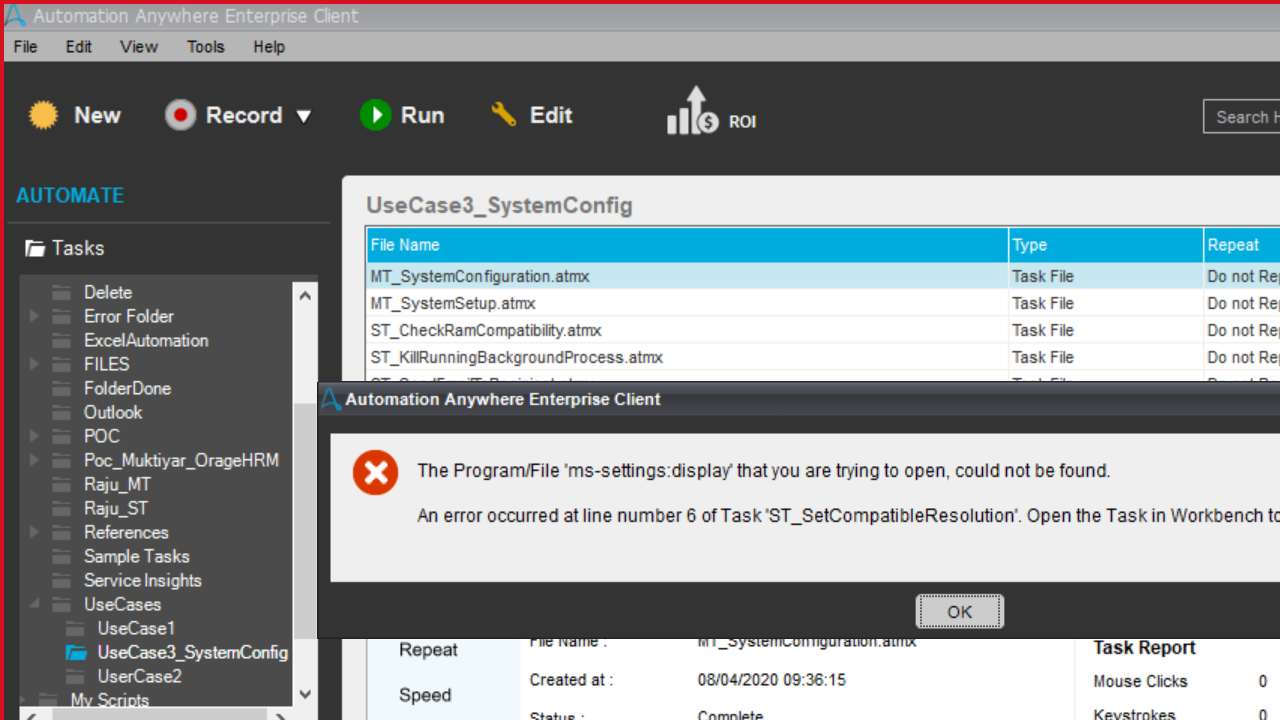 Automation Anywhere Enterprise Client
File Edit View Tools Help
New Record Run Edit ROI Search
AUTOMATE
Tasks
Delete
Error Folder
ExcelAutomation
FILES
FolderDone
Outlook
POC
Poc_Muktiyar_OrageHRM
Raju_MT
Raju_ST
References
Sample Tasks
Service Insights
UseCases
UseCase1
UseCase3_SystemConfig
UserCase2
My Scripts
UseCase3_SystemConfig
File Name Type Repeat
MT_SystemConfiguration.atmx Task File Do not Rep
MT_SystemSetup.atmx Task File Do not Rep
ST_CheckRamCompatibility.atmx Task File Do not Rep
ST_KillRunningBackgroundProcess.atmx Task File Do not Rep
Automation Anywhere Enterprise Client
The Program/File 'ms-settings:display' that you are trying to open, could not be found.
An error occurred at line number 6 of Task 'ST_SetCompatibleResolution'. Open the Task in Workbench to
OK
Repeat
Speed
File Name : MT_SystemConfiguration.atmx
Created at : 08/04/2020 09:36:15
Status : Complete
Task Report
Mouse Clicks 0
Keystrokes 0